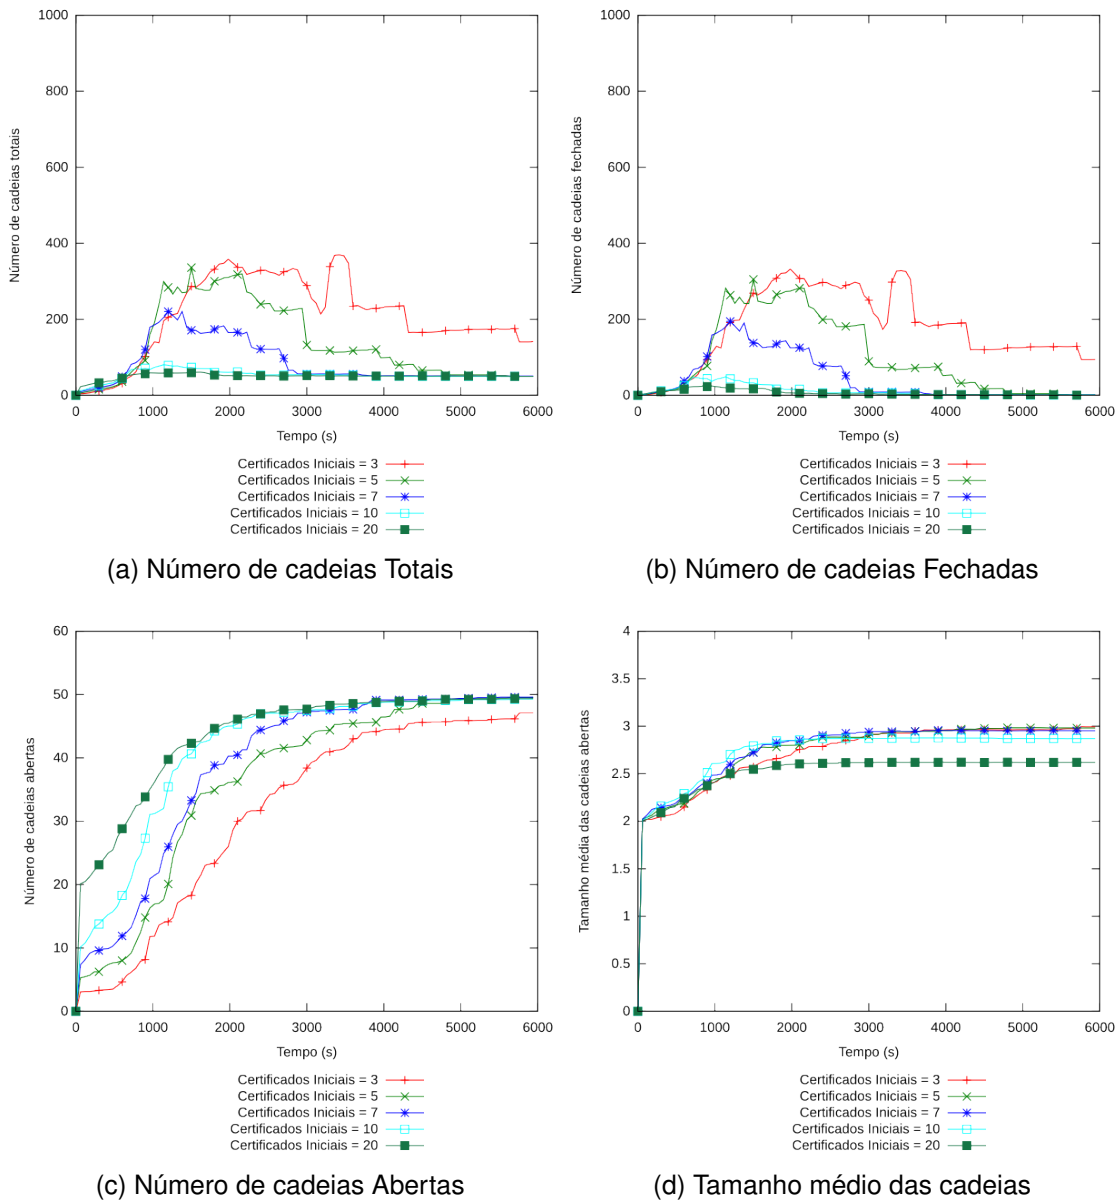 1000
800
600
400
200
0
Número de cadeias totais
0 1000 2000 3000 4000 5000 6000
Tempo (s)
Certificados Iniciais = 3
Certificados Iniciais = 5
Certificados Iniciais = 7
Certificados Iniciais = 10
Certificados Iniciais = 20
(a) Número de cadeias Totais
1000
800
600
400
200
0
Número de cadeias fechadas
0 1000 2000 3000 4000 5000 6000
Tempo (s)
Certificados Iniciais = 3
Certificados Iniciais = 5
Certificados Iniciais = 7
Certificados Iniciais = 10
Certificados Iniciais = 20
(b) Número de cadeias Fechadas
60
50
40
30
20
10
0
Número de cadeias abertas
0 1000 2000 3000 4000 5000 6000
Tempo (s)
Certificados Iniciais = 3
Certificados Iniciais = 5
Certificados Iniciais = 7
Certificados Iniciais = 10
Certificados Iniciais = 20
(c) Número de cadeias Abertas
4
3.5
3
2.5
2
1.5
1
0.5
0
Tamanho média das cadeias abertas
0 1000 2000 3000 4000 5000 6000
Tempo (s)
Certificados Iniciais = 3
Certificados Iniciais = 5
Certificados Iniciais = 7
Certificados Iniciais = 10
Certificados Iniciais = 20
(d) Tamanho médio das cadeias